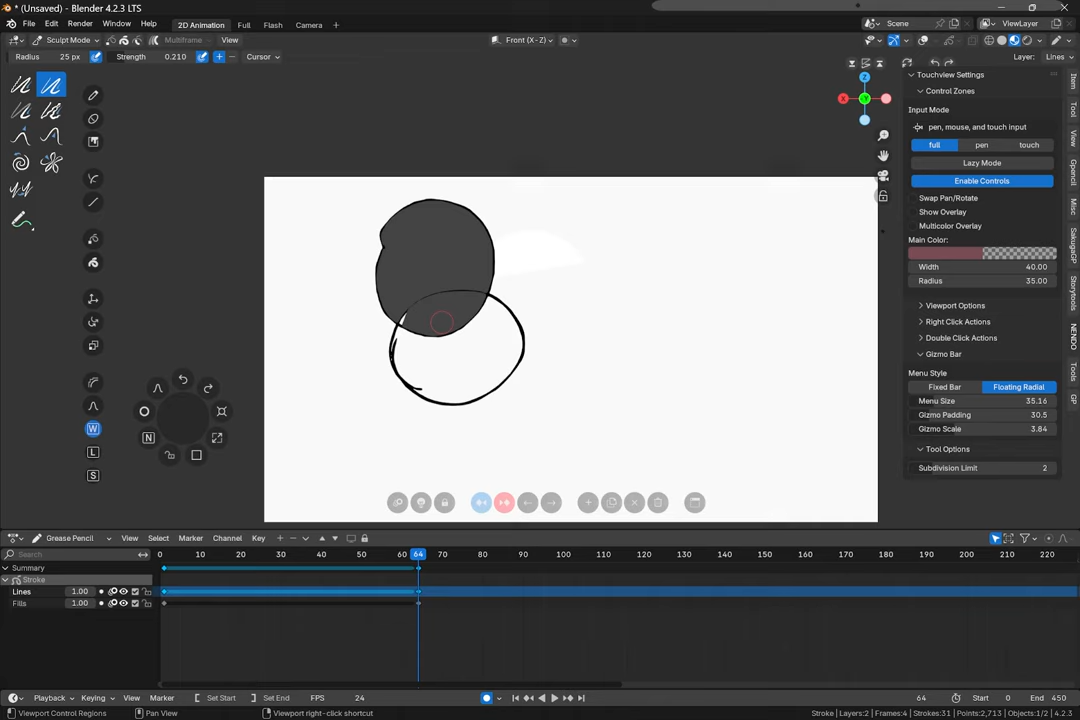 * (Unsaved) - Blender 4.2.3 LTS
File Edit Render Window Help 2D Animation Full Flash Camera + Scene ViewLayer
Sculpt Mode Multiframe View Front (X-Z) Layer: Lines
Radius 25 px Strength 0.210 + − Cursor
Z
X
Y
Touchview Settings
Control Zones
Input Mode
pen, mouse, and touch input
full pen touch
Lazy Mode
Enable Controls
Swap Pan/Rotate
Show Overlay
Multicolor Overlay
Main Color:
Width 40.00
Radius 35.00
Viewport Options
Right Click Actions
Double Click Actions
Gizmo Bar
Menu Style
Fixed Bar Floating Radial
Menu Size 35.16
Gizmo Padding 30.5
Gizmo Scale 3.84
Tool Options
Subdivision Limit 2
Item
Tool
View
Gpencil
Misc
SakugaGP
Storytools
NENDO
Tools
GP
W
L
S
N
Grease Pencil View Select Marker Channel Key
Search 0 10 20 30 40 50 60 64 70 80 90 100 110 120 130 140 150 160 170 180 190 200 210 220
Summary
Stroke
Lines 1.00
Fills 1.00
Playback Keying View Marker Set Start Set End FPS 24 64 Start 0 End 450
Viewport Control Regions Pan View Viewport right-click shortcut Stroke | Layers:2 | Frames:4 | Strokes:31 | Points:2,713 | Objects:1/2 | 4.2.3